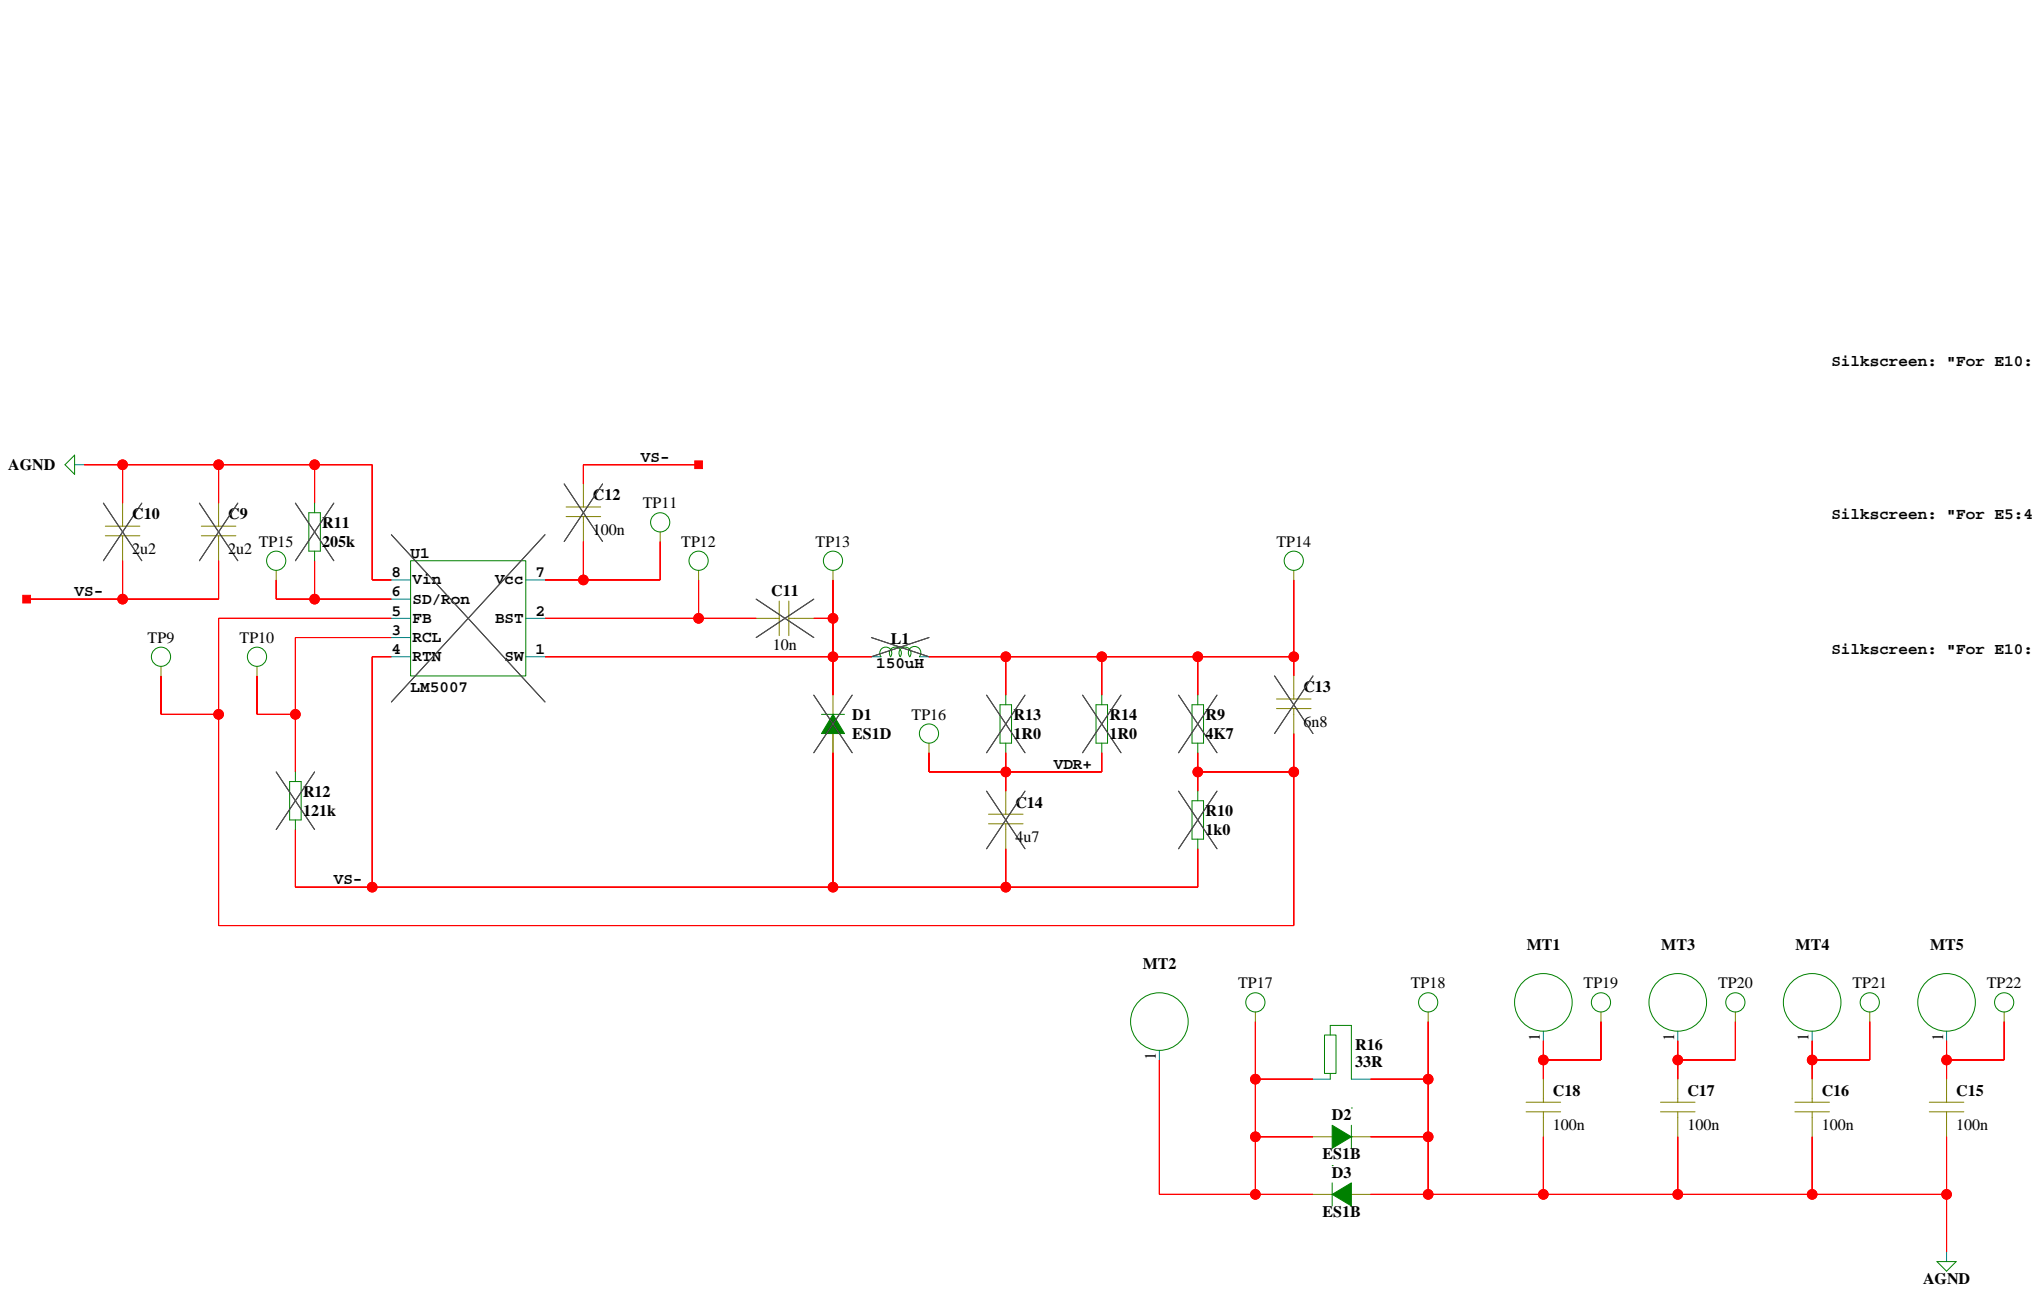 Silkscreen: "For E10:
AGND
VS-
C12
100n
TP11
Silkscreen: "For E5:4
C10
2u2
C9
2u2
R11
205k
TP15
TP12
TP13
TP14
U1
8 Vin
Vcc 7
6 SD/Ron
5 FB
BST 2
3 RCL
4 RTN
SW 1
LM5007
VS-
C11
10n
TP9
TP10
L1
150uH
Silkscreen: "For E10:
C13
6n8
D1
ES1D
TP16
R13
1R0
R14
1R0
R9
4K7
VDR+
R12
121k
C14
4u7
R10
1k0
VS-
MT2
1
TP17
TP18
R16
33R
D2
ES1B
D3
ES1B
MT1
TP19
1
C18
100n
MT3
TP20
1
C17
100n
MT4
TP21
1
C16
100n
MT5
TP22
1
C15
100n
AGND